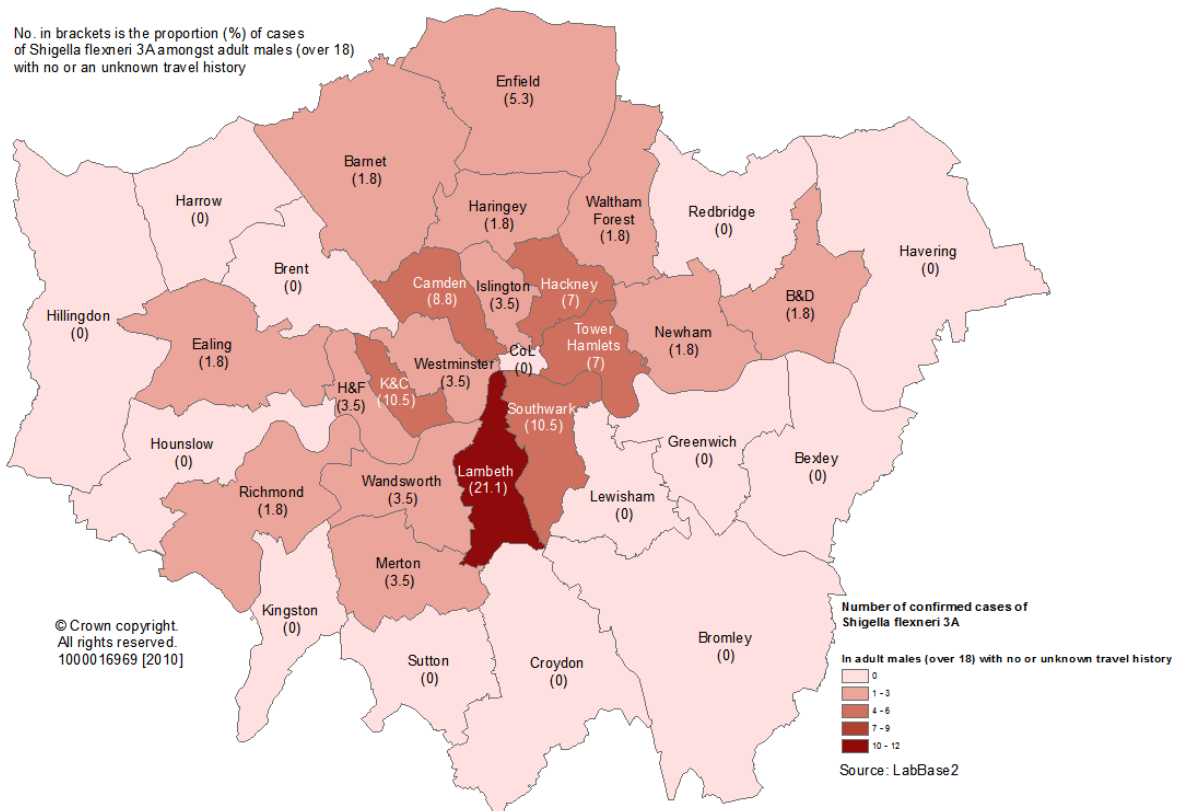 No. in brackets is the proportion (%) of cases
of Shigella flexneri 3A amongst adult males (over 18)
with no or an unknown travel history
Enfield
(5.3)
Barnet
(1.8)
Harrow
(0)
Haringey
(1.8)
Waltham
Forest
(1.8)
Redbridge
(0)
Havering
(0)
Brent
(0)
Camden
(8.8)
Islington
(3.5)
Hackney
(7)
B&D
(1.8)
Hillingdon
(0)
Ealing
(1.8)
Tower
Hamlets
(7)
Newham
(1.8)
CoL
(0)
Westminster
(3.5)
H&F
(3.5)
K&C
(10.5)
Southwark
(10.5)
Hounslow
(0)
Greenwich
(0)
Bexley
(0)
Lambeth
(21.1)
Wandsworth
(3.5)
Richmond
(1.8)
Lewisham
(0)
Merton
(3.5)
Kingston
(0)
Sutton
(0)
Croydon
(0)
Bromley
(0)
© Crown copyright.
All rights reserved.
1000016969 [2010]
Number of confirmed cases of
Shigella flexneri 3A
In adult males (over 18) with no or unknown travel history
0
1 - 3
4 - 6
7 - 9
10 - 12
Source: LabBase2